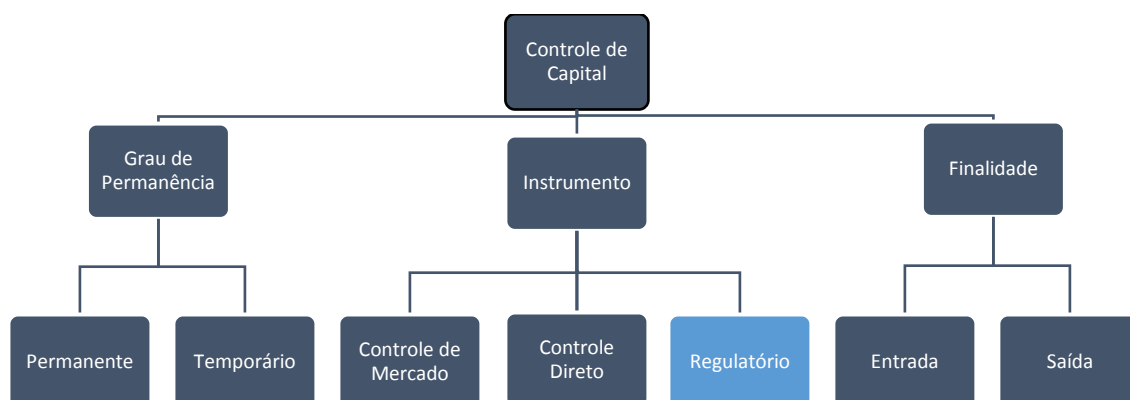 Controle de
Capital
Grau de
Permanência
Instrumento
Finalidade
Permanente
Temporário
Controle de
Mercado
Controle
Direto
Regulatório
Entrada
Saída